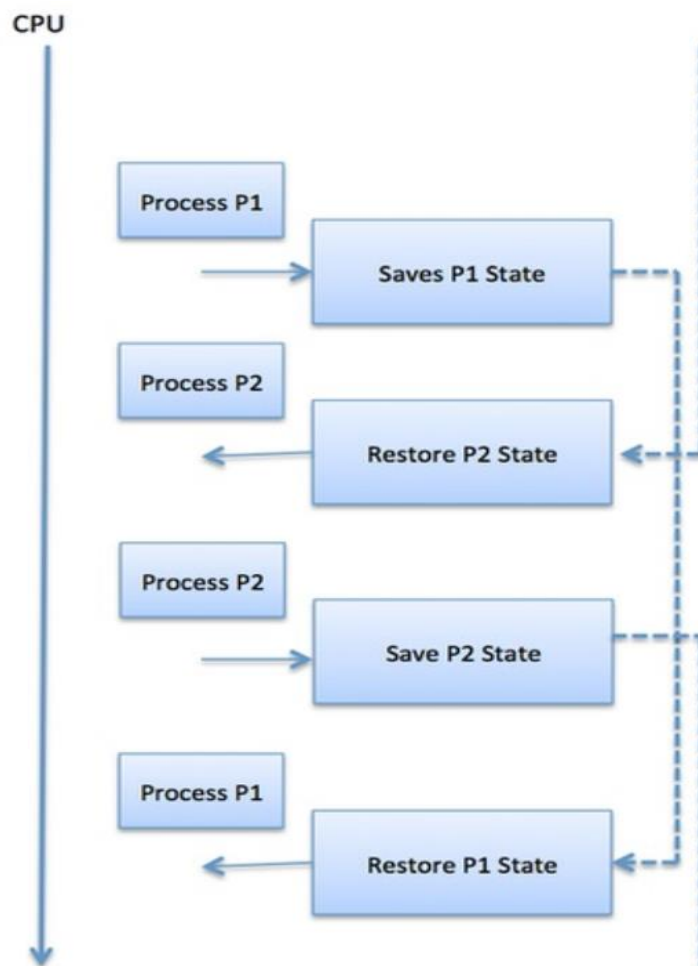 CPU
Process P1
Saves P1 State
Process P2
Restore P2 State
Process P2
Save P2 State
Process P1
Restore P1 State